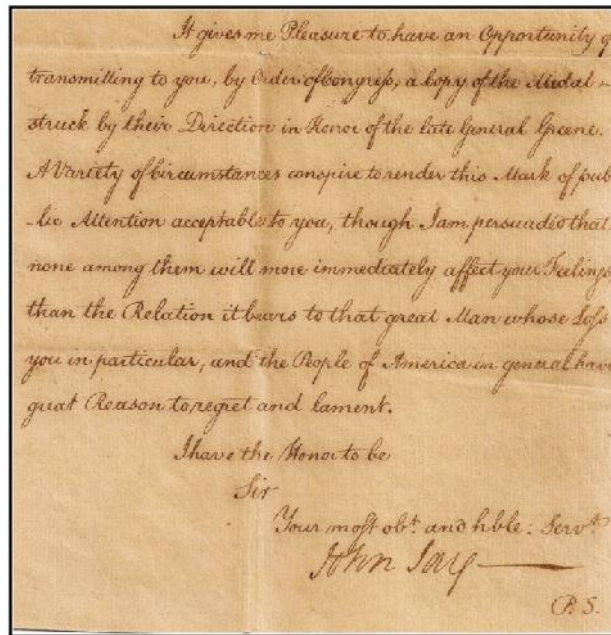 It gives me Pleasure to have an Opportunity of
transmitting to you, by Order of Congress, a Copy of the Medal
struck by their Direction in Honor of the late General Greene.
A Variety of Circumstances conspire to render this Mark of pub
-lic Attention acceptable to you, though I am persuaded that
none among them will more immediately affect your Feelings
than the Relation it bears to that great Man whose Loss
you in particular, and the People of America in general have
great Reason to regret and lament.
I have the Honor to be
Sir
Your most obt. and hble: Servt.
John Jay
P.S.